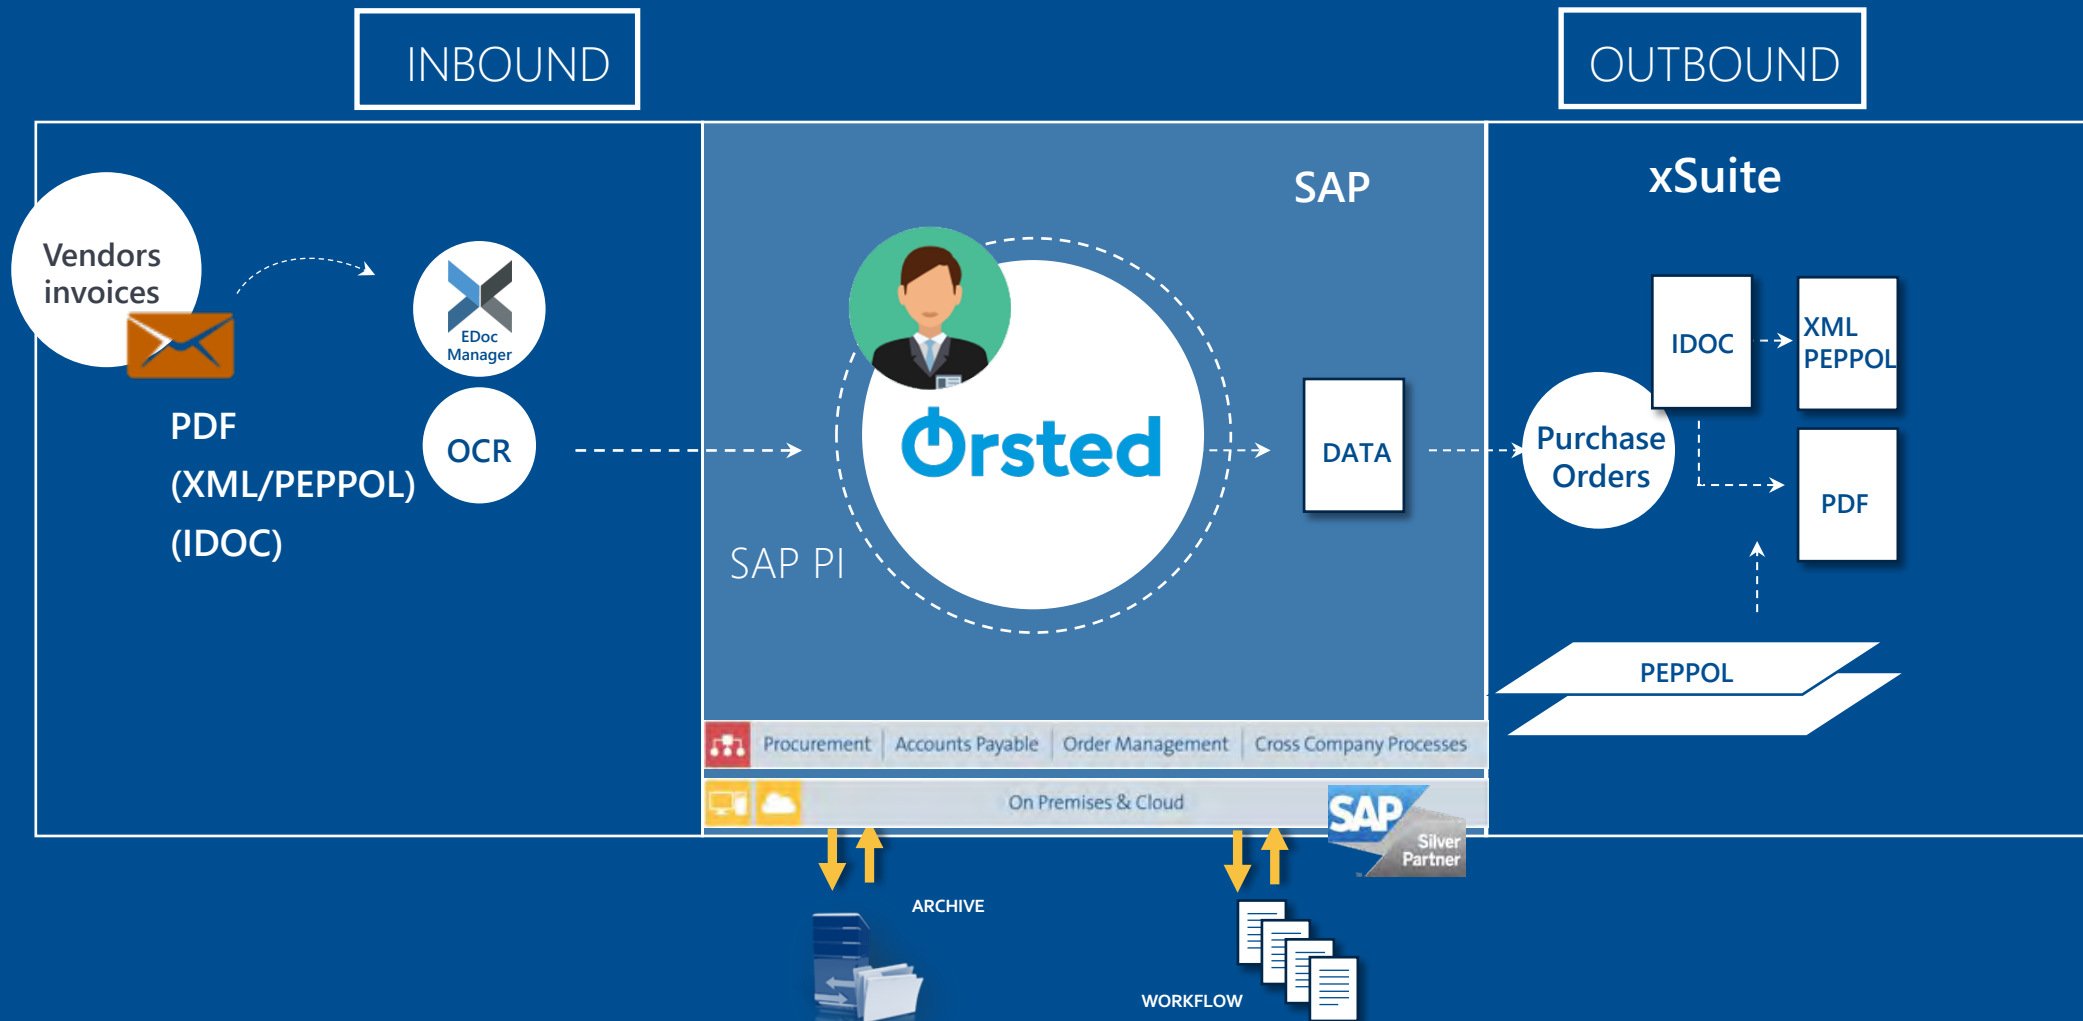 INBOUND
OUTBOUND
Vendors
invoices
EDoc
Manager
OCR
PDF
(XML/PEPPOL)
(IDOC)
SAP
Ørsted
SAP PI
DATA
xSuite
IDOC
XML
PEPPOL
Purchase
Orders
PDF
PEPPOL
Procurement
Accounts Payable
Order Management
Cross Company Processes
On Premises & Cloud
SAP
Silver
Partner
ARCHIVE
WORKFLOW